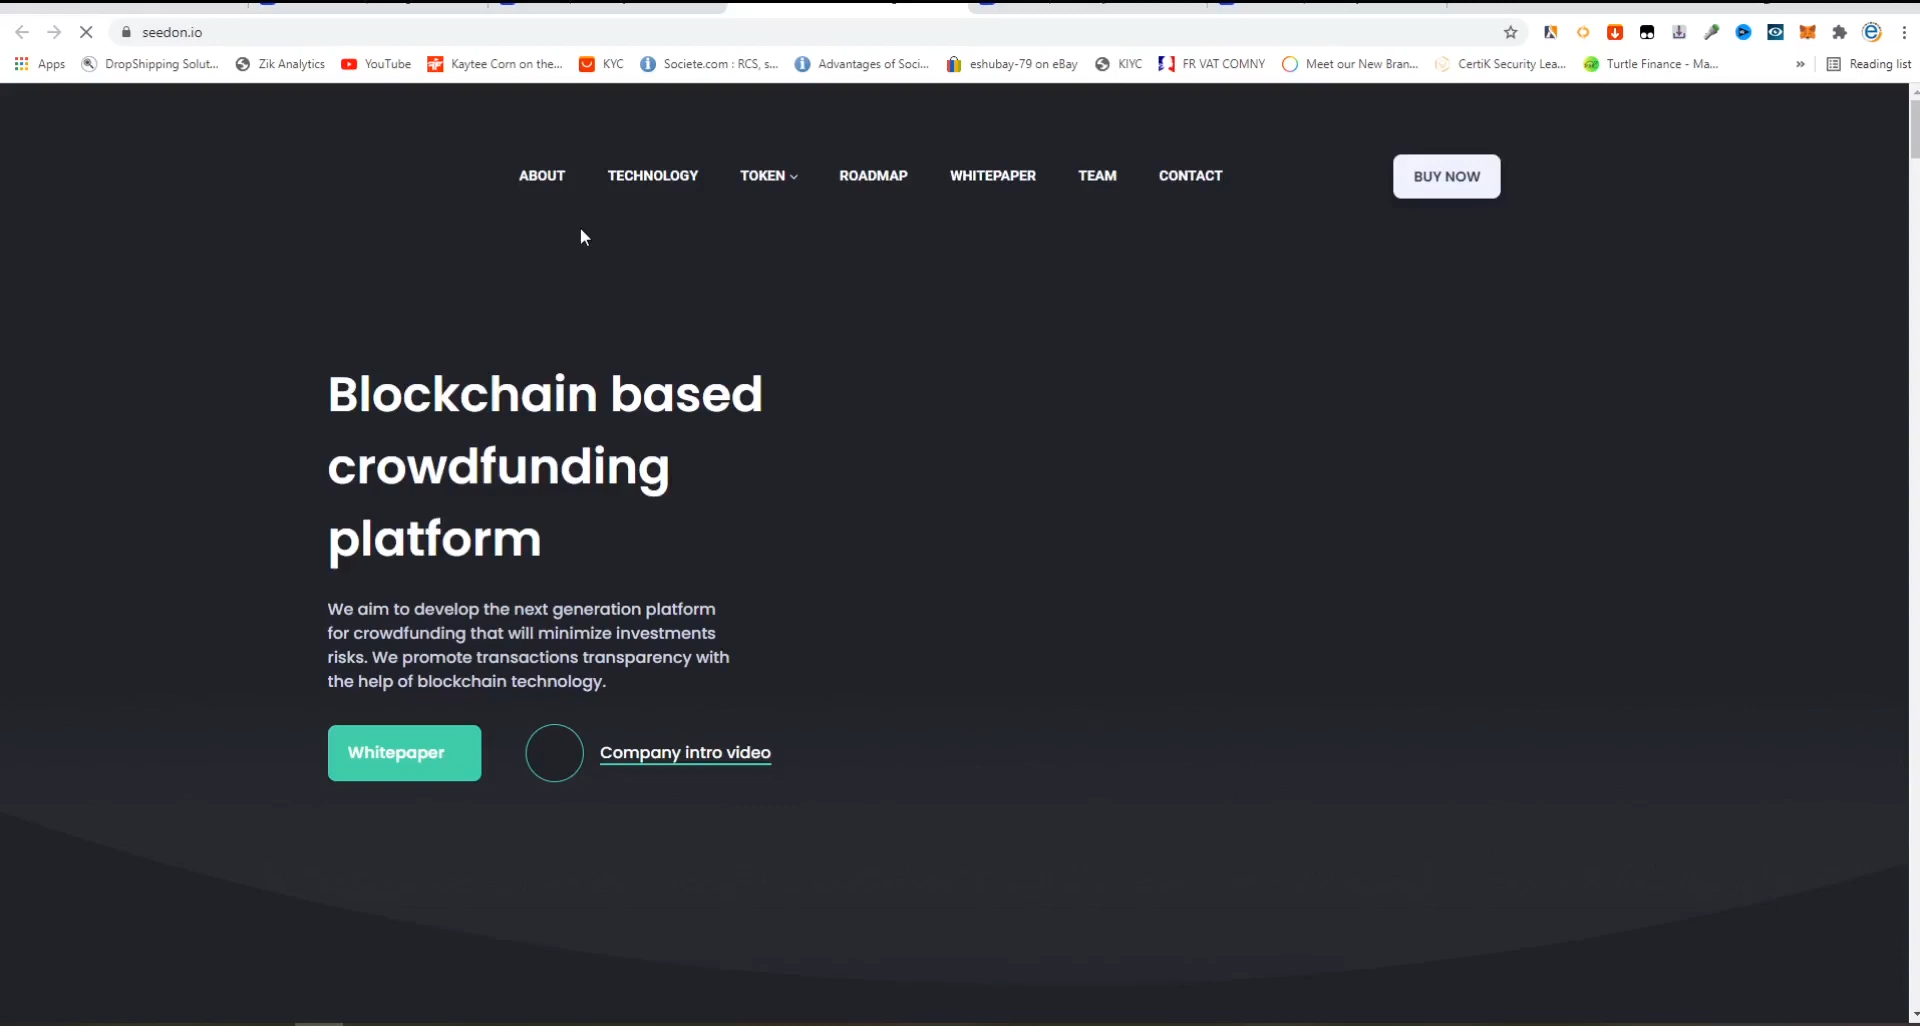 seedon.io
Apps DropShipping Solut... Zik Analytics YouTube Kaytee Corn on the... KYC Societe.com : RCS, s... Advantages of Soci... eshubay-79 on eBay KIYC FR VAT COMNY Meet our New Bran... CertiK Security Lea... Turtle Finance - Ma... » Reading list
ABOUT TECHNOLOGY TOKEN ROADMAP WHITEPAPER TEAM CONTACT BUY NOW
Blockchain based
crowdfunding
platform
We aim to develop the next generation platform
for crowdfunding that will minimize investments
risks. We promote transactions transparency with
the help of blockchain technology.
Whitepaper Company intro video